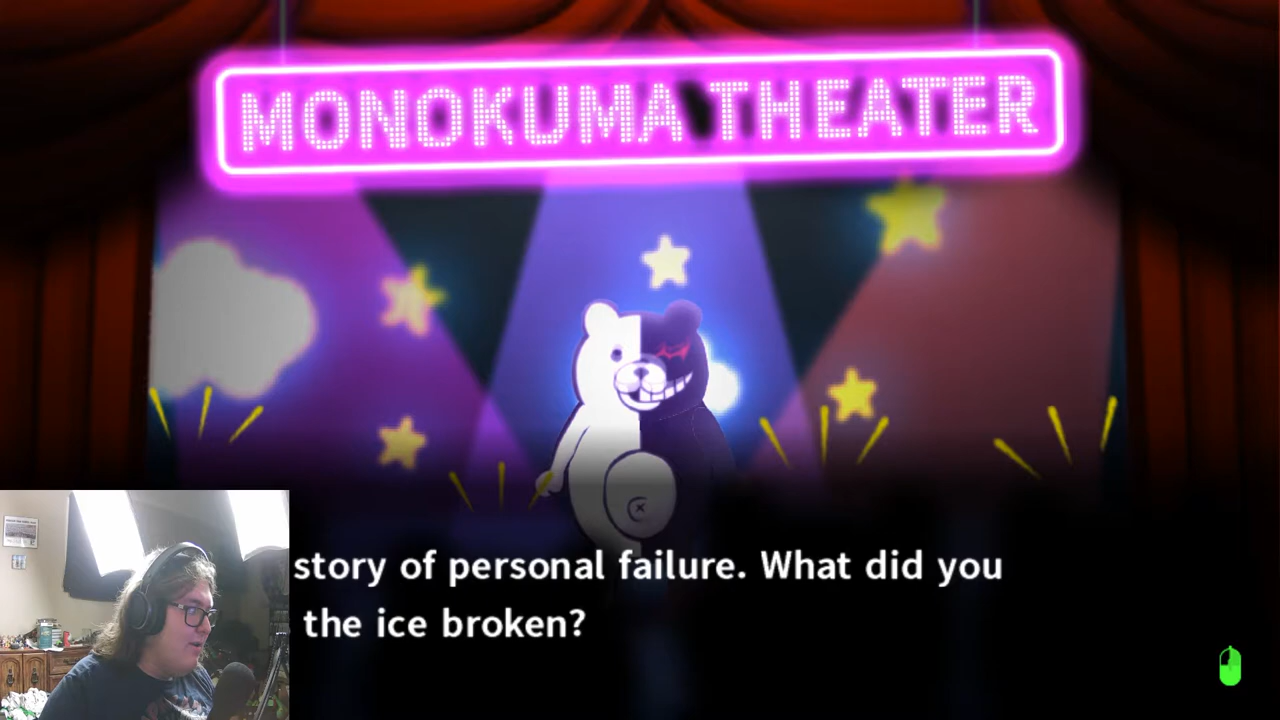 MONOKUMA THEATER
story of personal failure. What did you
the ice broken?